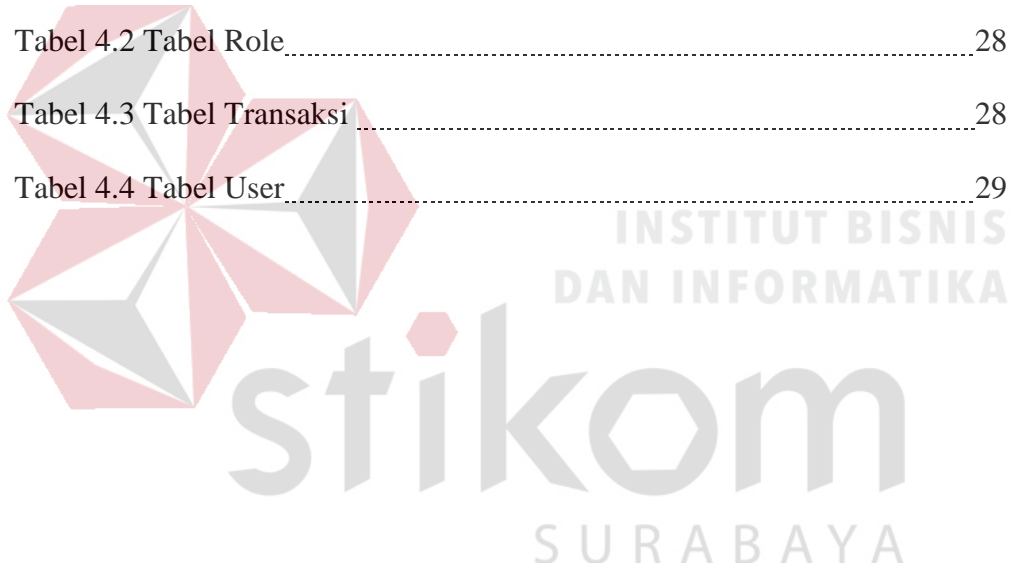 Tabel 4.2 Tabel Role 28
Tabel 4.3 Tabel Transaksi 28
Tabel 4.4 Tabel User 29
INSTITUT BISNIS
DAN INFORMATIKA
stikom
SURABAYA